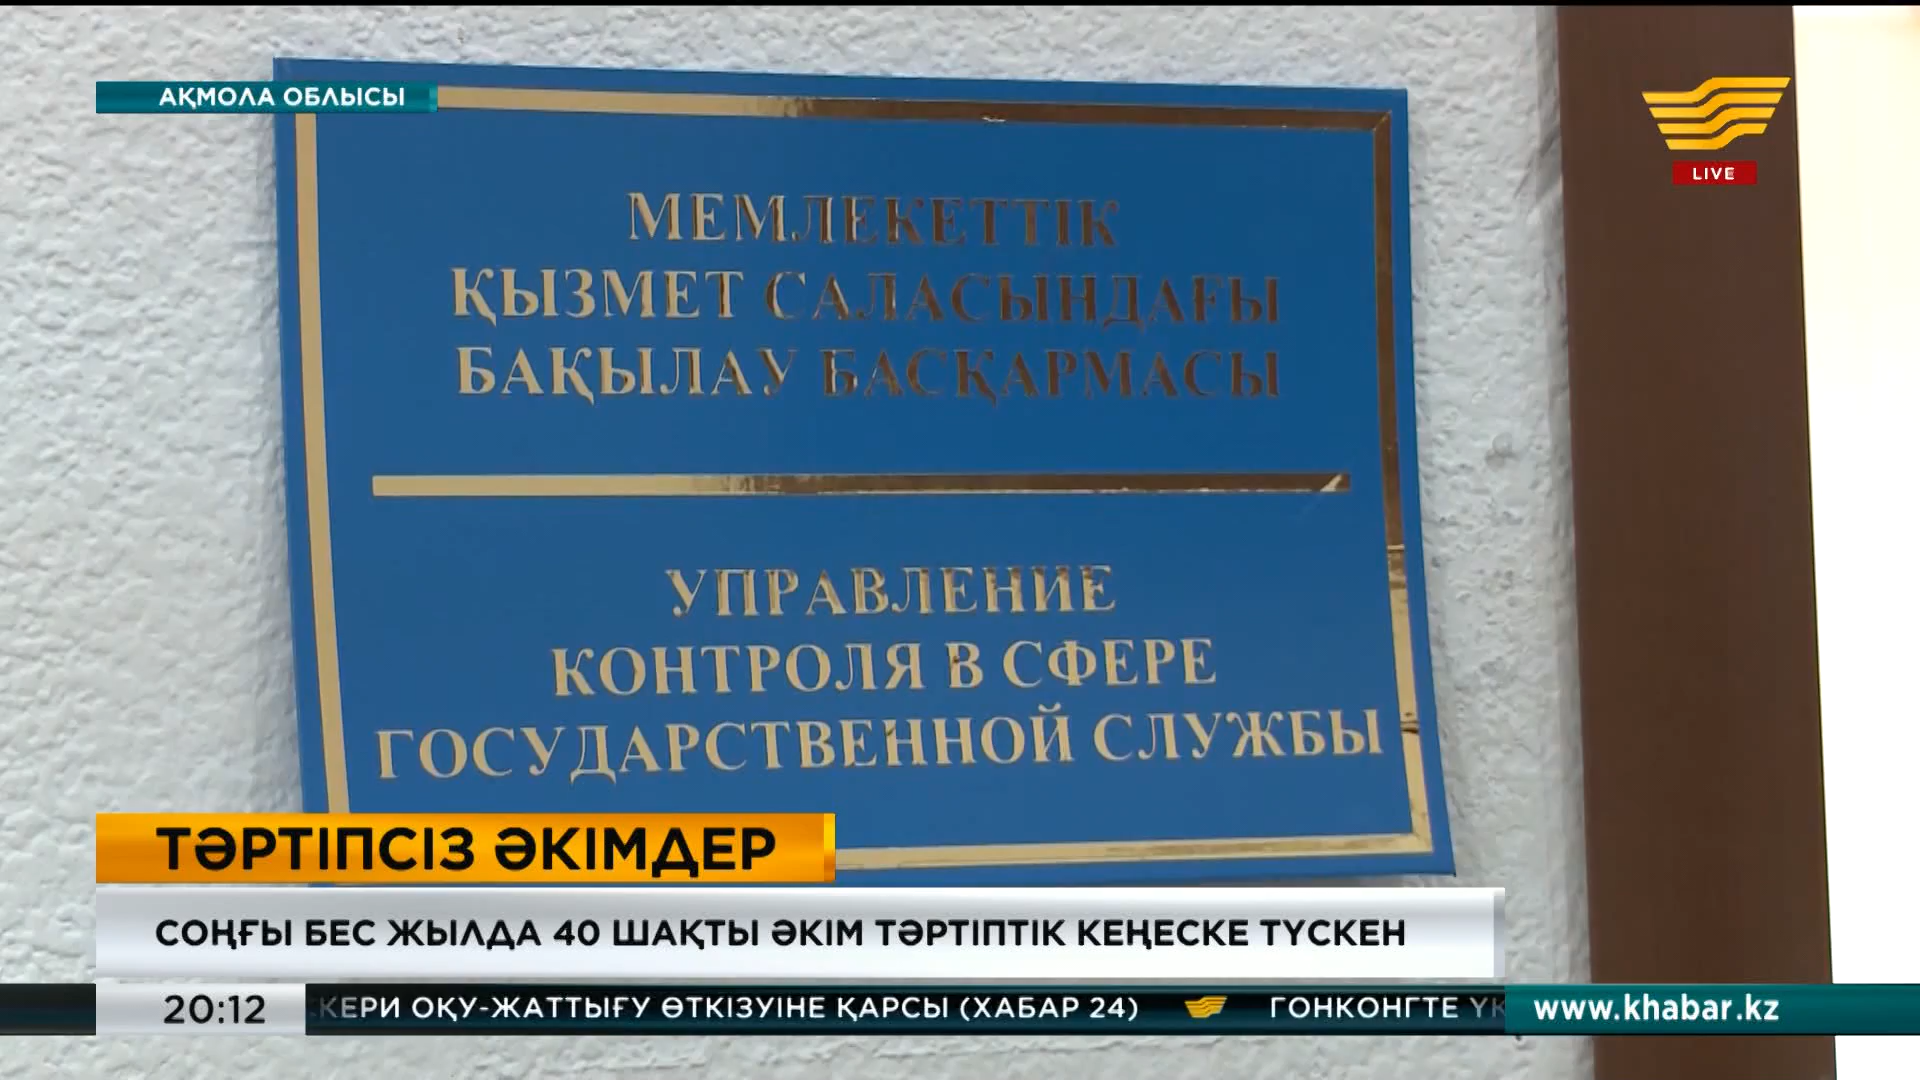 АҚМОЛА ОБЛЫСЫ
LIVE
МЕМЛЕКЕТТІК
ҚЫЗМЕТ САЛАСЫНДАҒЫ
БАҚЫЛАУ БАСҚАРМАСЫ
УПРАВЛЕНИЕ
КОНТРОЛЯ В СФЕРЕ
ГОСУДАРСТВЕННОЙ СЛУЖБЫ
ТӘРТІПСІЗ ӘКІМДЕР
СОҢҒЫ БЕС ЖЫЛДА 40 ШАҚТЫ ӘКІМ ТӘРТІПТІК КЕҢЕСКЕ ТҮСКЕН
20:12 ОҚУ-ЖАТТЫҒУ ӨТКІЗУІНЕ ҚАРСЫ (ХАБАР 24) ГОНКОНГТЕ www.khabar.kz